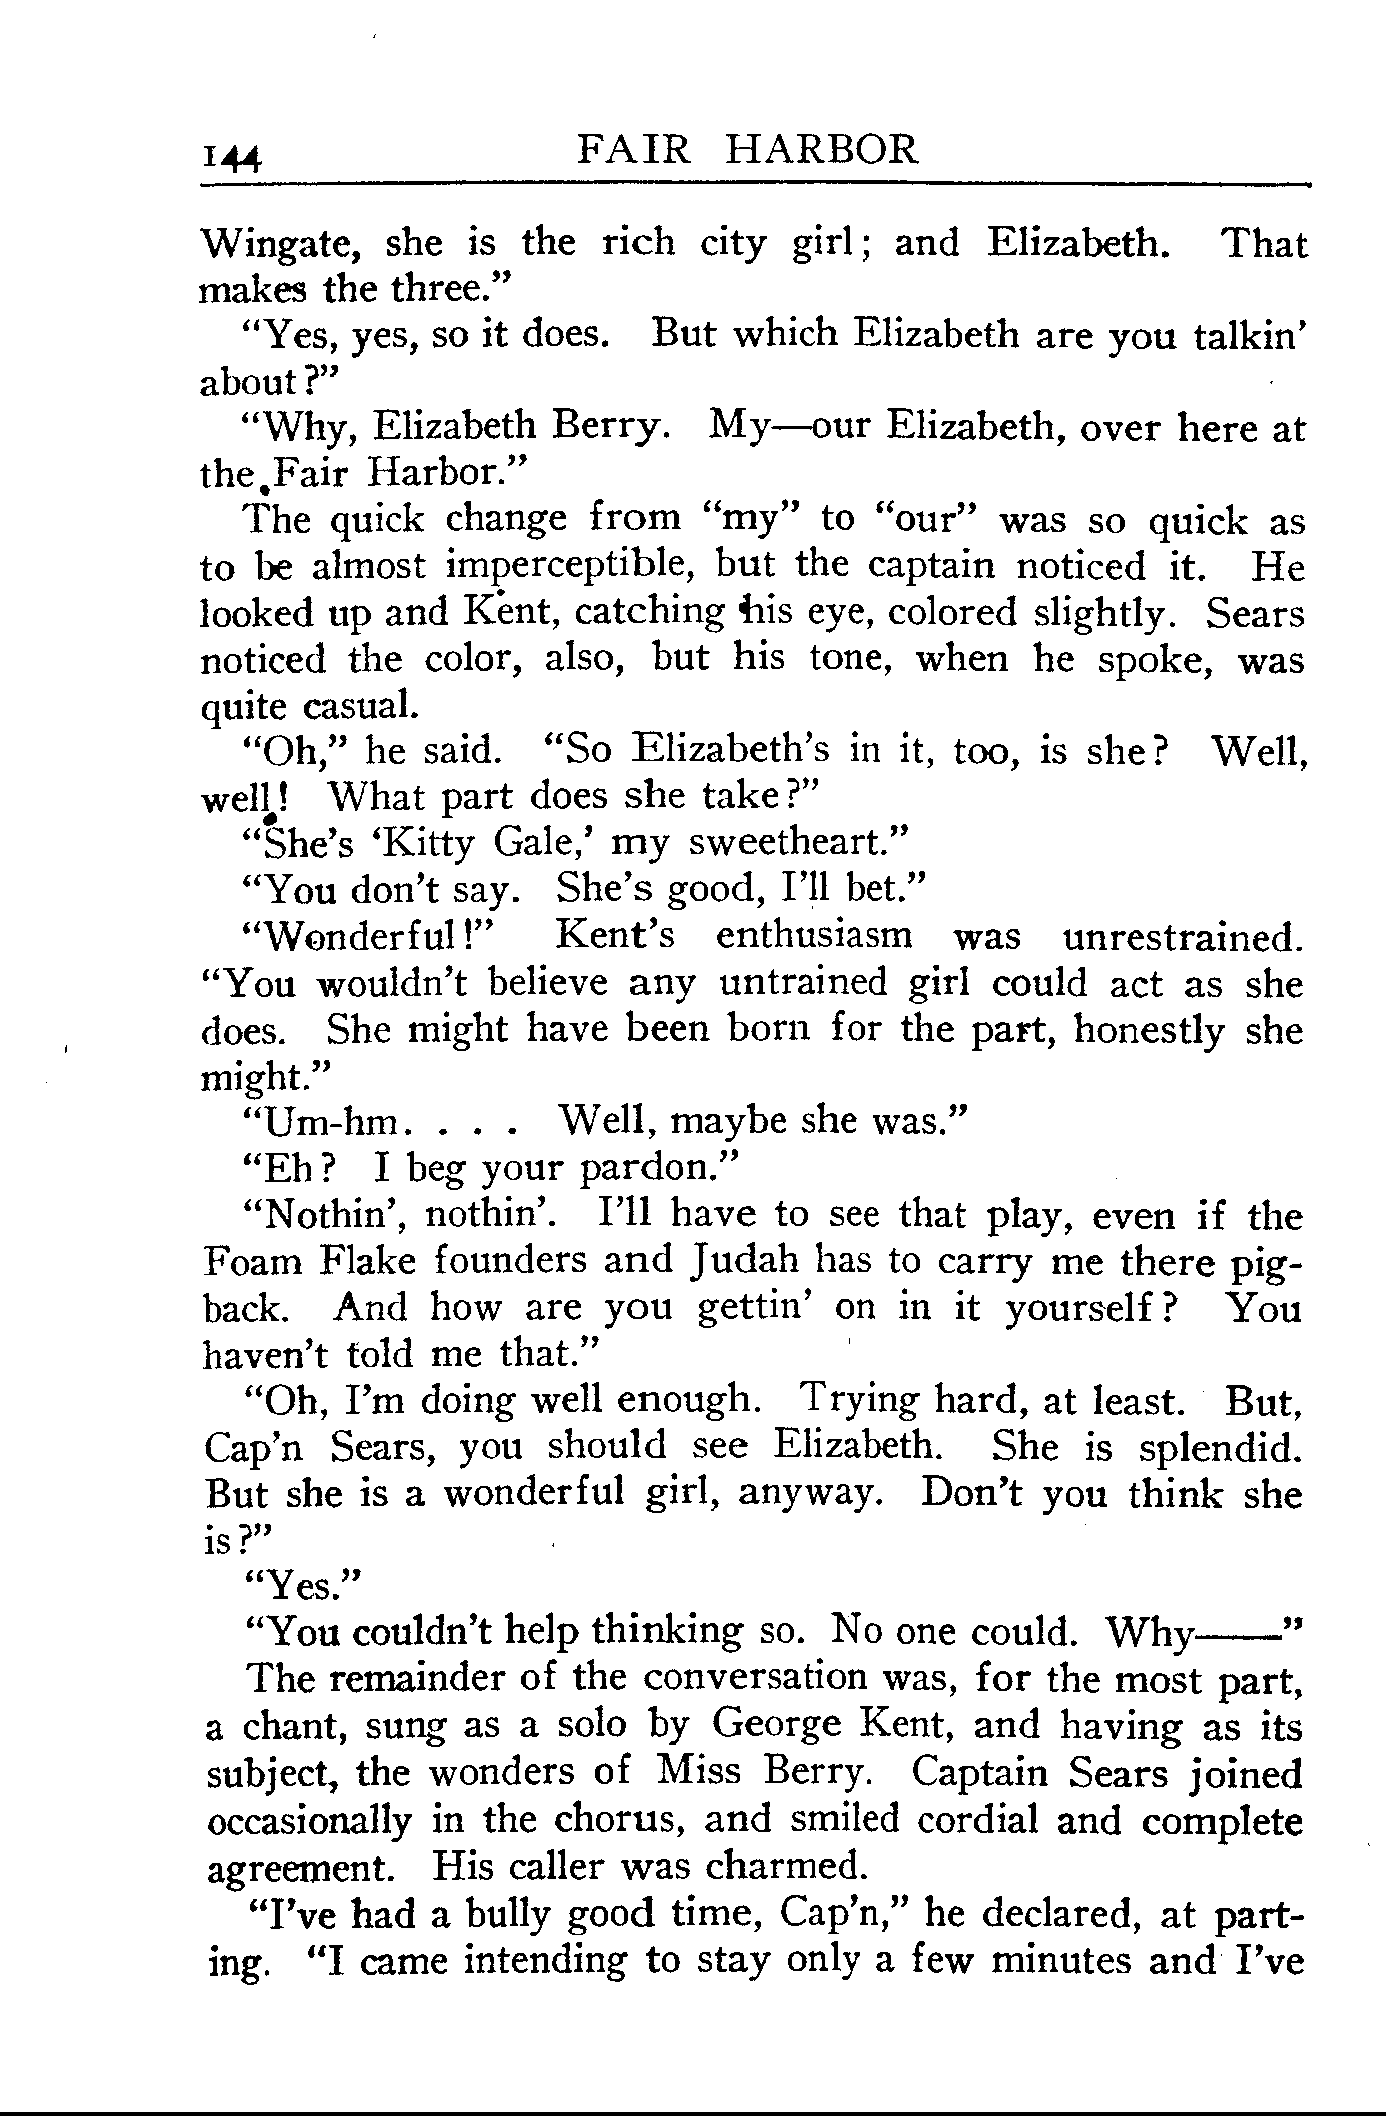 144 FAIR HARBOR
Wingate, she is the rich city girl; and Elizabeth. That
makes the three.”
“Yes, yes, so it does. But which Elizabeth are you talkin’
about?”
“Why, Elizabeth Berry. My—our Elizabeth, over here at
the Fair Harbor.”
The quick change from “my” to “our” was so quick as
to be almost imperceptible, but the captain noticed it. He
looked up and Kent, catching his eye, colored slightly. Sears
noticed the color, also, but his tone, when he spoke, was
quite casual.
“Oh,” he said. “So Elizabeth’s in it, too, is she? Well,
well! What part does she take?”
“She’s ‘Kitty Gale,’ my sweetheart.”
“You don’t say. She’s good, I’ll bet.”
“Wonderful!” Kent’s enthusiasm was unrestrained.
“You wouldn’t believe any untrained girl could act as she
does. She might have been born for the part, honestly she
might.”
“Um-hm. . . . Well, maybe she was.”
“Eh? I beg your pardon.”
“Nothin’, nothin’. I’ll have to see that play, even if the
Foam Flake founders and Judah has to carry me there pig-
back. And how are you gettin’ on in it yourself? You
haven’t told me that.”
“Oh, I’m doing well enough. Trying hard, at least. But,
Cap’n Sears, you should see Elizabeth. She is splendid.
But she is a wonderful girl, anyway. Don’t you think she
is?”
“Yes.”
“You couldn’t help thinking so. No one could. Why——”
The remainder of the conversation was, for the most part,
a chant, sung as a solo by George Kent, and having as its
subject, the wonders of Miss Berry. Captain Sears joined
occasionally in the chorus, and smiled cordial and complete
agreement. His caller was charmed.
“I’ve had a bully good time, Cap’n,” he declared, at part-
ing. “I came intending to stay only a few minutes and I’ve